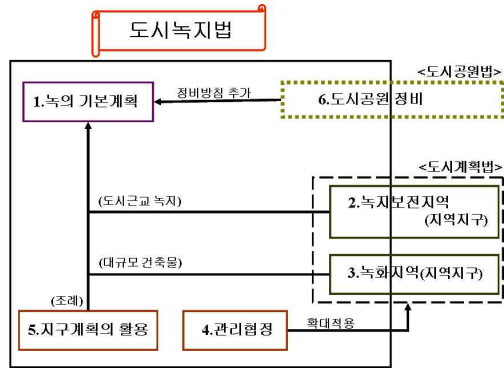 도시녹지법
<도시공원법>
1.녹의 기본계획
정비방침 추가
6.도시공원 정비
<도시계획법>
(도시근교 녹지)
2.녹지보전지역
(지역지구)
(대규모 건축물)
3.녹화지역(지역지구)
(조례)
5.지구계획의 활용
4.관리협정
확대적용